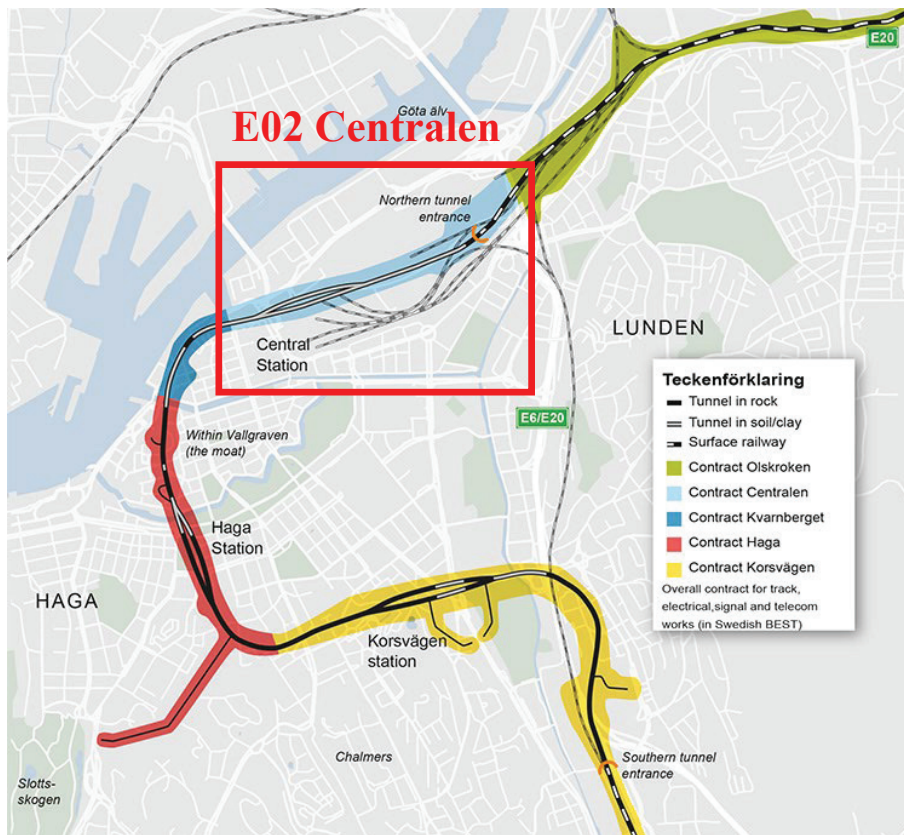 E20
Göta älv
E02 Centralen
Northern tunnel
entrance
LUNDEN
Central
Station
Teckenförklaring
Tunnel in rock
Tunnel in soil/clay
Surface railway
Contract Olskroken
Contract Centralen
Contract Kvarnberget
Contract Haga
Contract Korsvägen
Overall contract for track,
electrical,signal and telecom
works (in Swedish BEST)
E6/E20
Within Vallgraven
(the moat)
Haga
Station
HAGA
Korsvägen
station
Chalmers
Southern tunnel
entrance
Slotts-
skogen